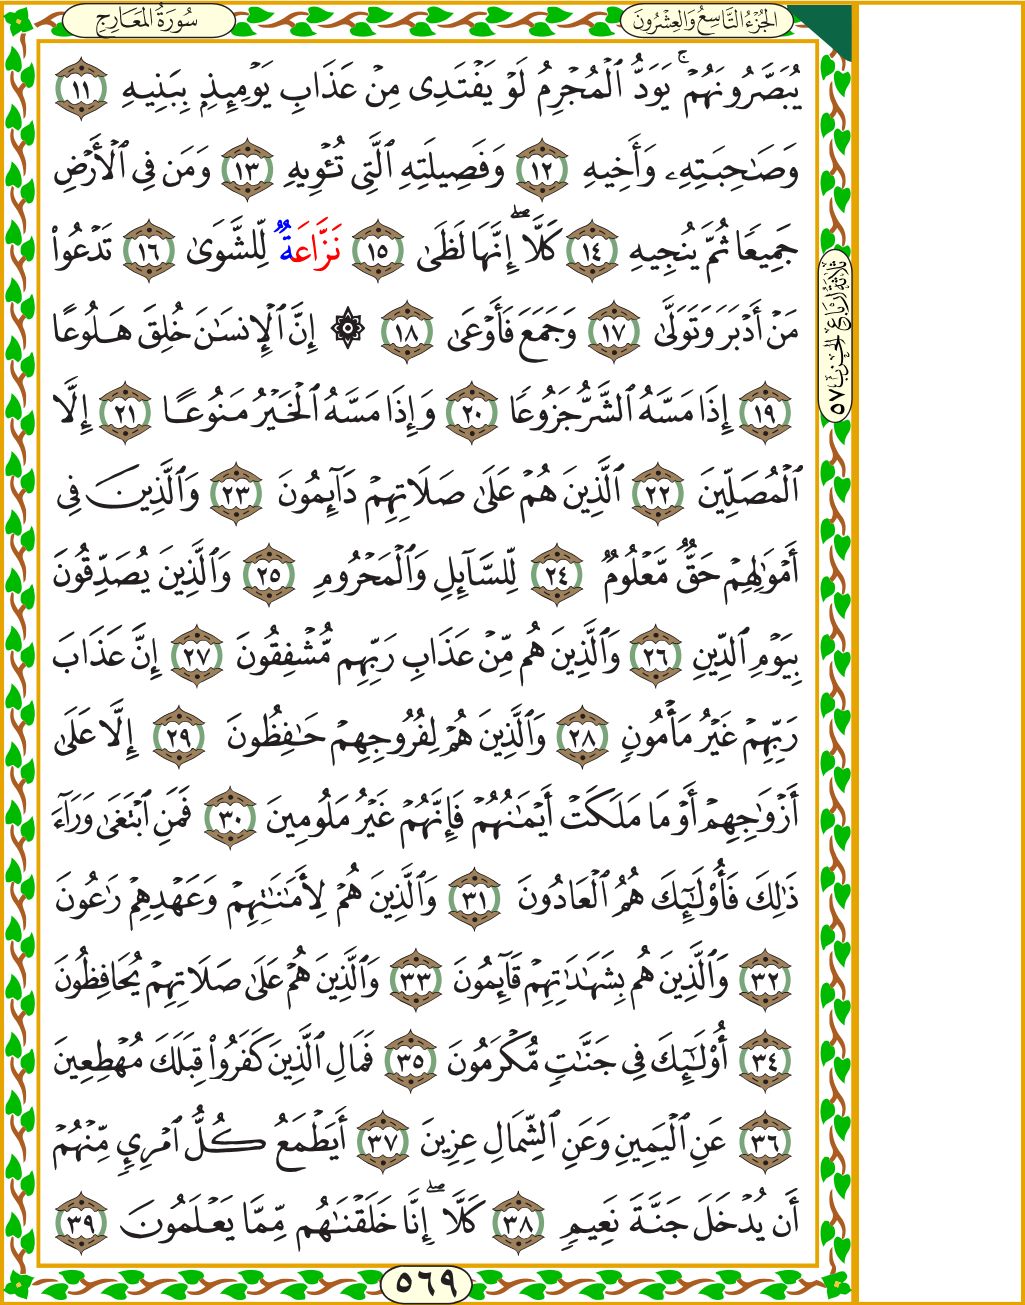 سُورَةُ المَعَارِجِ
الجُزْءُ التَّاسِعُ وَالعِشْرُونَ
يُبَصَّرُونَهُمۡۚ يَوَدُّ ٱلۡمُجۡرِمُ لَوۡ يَفۡتَدِى مِنۡ عَذَابِ يَوۡمِئِذِۭ بِبَنِيهِ ١١
وَصَٰحِبَتِهِۦ وَأَخِيهِ ١٢ وَفَصِيلَتِهِ ٱلَّتِى تُـٔۡوِيهِ ١٣ وَمَن فِى ٱلۡأَرۡضِ
جَمِيعٗا ثُمَّ يُنجِيهِ ١٤ كَلَّآۖ إِنَّهَا لَظَىٰ ١٥ نَزَّاعَةٞ لِّلشَّوَىٰ ١٦ تَدۡعُواْ
مَنۡ أَدۡبَرَ وَتَوَلَّىٰ ١٧ وَجَمَعَ فَأَوۡعَىٰ ١٨ ۞ إِنَّ ٱلۡإِنسَٰنَ خُلِقَ هَلُوعًا
١٩ إِذَا مَسَّهُ ٱلشَّرُّ جَزُوعٗا ٢٠ وَإِذَا مَسَّهُ ٱلۡخَيۡرُ مَنُوعًا ٢١ إِلَّا
ٱلۡمُصَلِّينَ ٢٢ ٱلَّذِينَ هُمۡ عَلَىٰ صَلَاتِهِمۡ دَآئِمُونَ ٢٣ وَٱلَّذِينَ فِى
أَمۡوَٰلِهِمۡ حَقّٞ مَّعۡلُومٞ ٢٤ لِّلسَّآئِلِ وَٱلۡمَحۡرُومِ ٢٥ وَٱلَّذِينَ يُصَدِّقُونَ
بِيَوۡمِ ٱلدِّينِ ٢٦ وَٱلَّذِينَ هُم مِّنۡ عَذَابِ رَبِّهِم مُّشۡفِقُونَ ٢٧ إِنَّ عَذَابَ
رَبِّهِمۡ غَيۡرُ مَأۡمُونٖ ٢٨ وَٱلَّذِينَ هُمۡ لِفُرُوجِهِمۡ حَٰفِظُونَ ٢٩ إِلَّا عَلَىٰ
أَزۡوَٰجِهِمۡ أَوۡ مَا مَلَكَتۡ أَيۡمَٰنُهُمۡ فَإِنَّهُمۡ غَيۡرُ مَلُومِينَ ٣٠ فَمَنِ ٱبۡتَغَىٰ وَرَآءَ
ذَٰلِكَ فَأُوْلَٰٓئِكَ هُمُ ٱلۡعَادُونَ ٣١ وَٱلَّذِينَ هُمۡ لِأَمَٰنَٰتِهِمۡ وَعَهۡدِهِمۡ رَٰعُونَ
٣٢ وَٱلَّذِينَ هُم بِشَهَٰدَٰتِهِمۡ قَآئِمُونَ ٣٣ وَٱلَّذِينَ هُمۡ عَلَىٰ صَلَاتِهِمۡ يُحَافِظُونَ
٣٤ أُوْلَٰٓئِكَ فِى جَنَّٰتٖ مُّكۡرَمُونَ ٣٥ فَمَالِ ٱلَّذِينَ كَفَرُواْ قِبَلَكَ مُهۡطِعِينَ
٣٦ عَنِ ٱلۡيَمِينِ وَعَنِ ٱلشِّمَالِ عِزِينَ ٣٧ أَيَطۡمَعُ كُلُّ ٱمۡرِيٕٖ مِّنۡهُمۡ
أَن يُدۡخَلَ جَنَّةَ نَعِيمٖ ٣٨ كَلَّآۖ إِنَّا خَلَقۡنَٰهُم مِّمَّا يَعۡلَمُونَ ٣٩
ثَلَاثَةُ أَرْبَاعِ الحِزْبِ ٥٧
٥٦٩